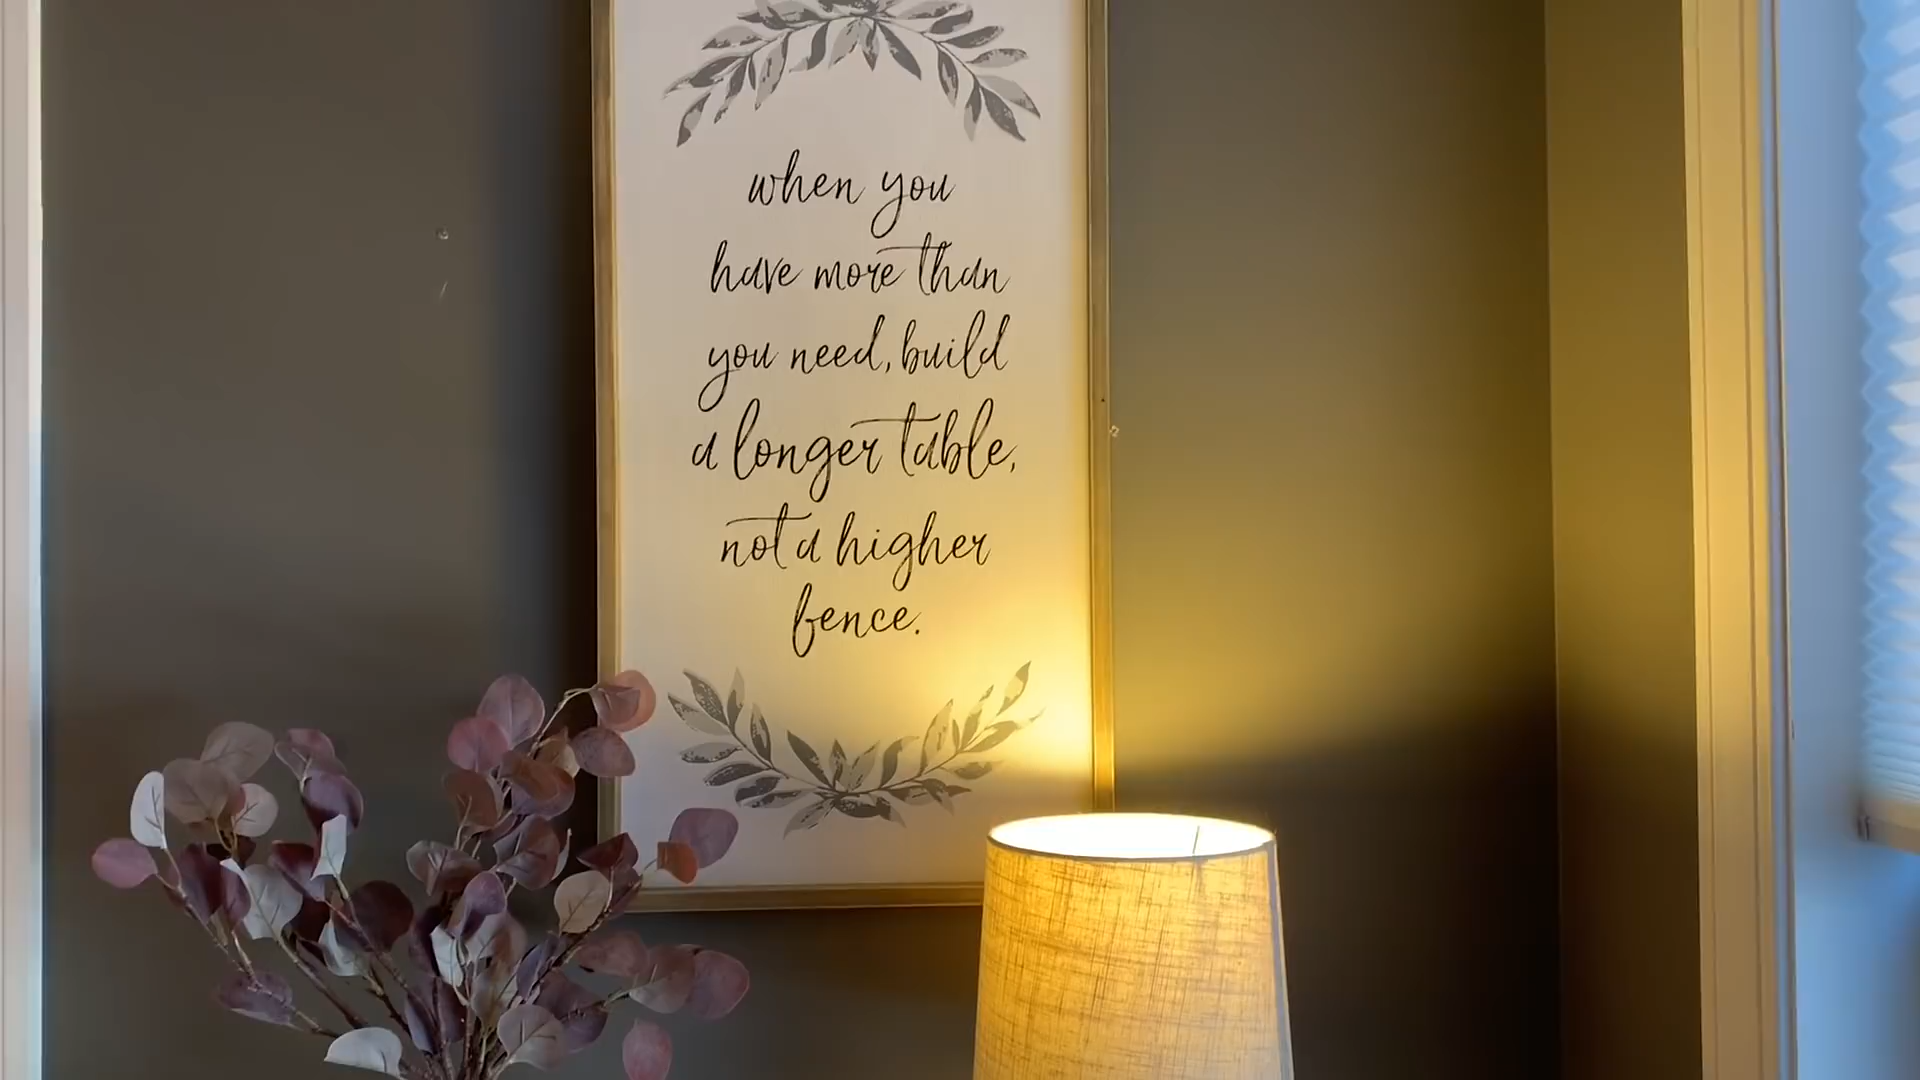 when you
have more than
you need, build
a longer table,
not a higher
fence.